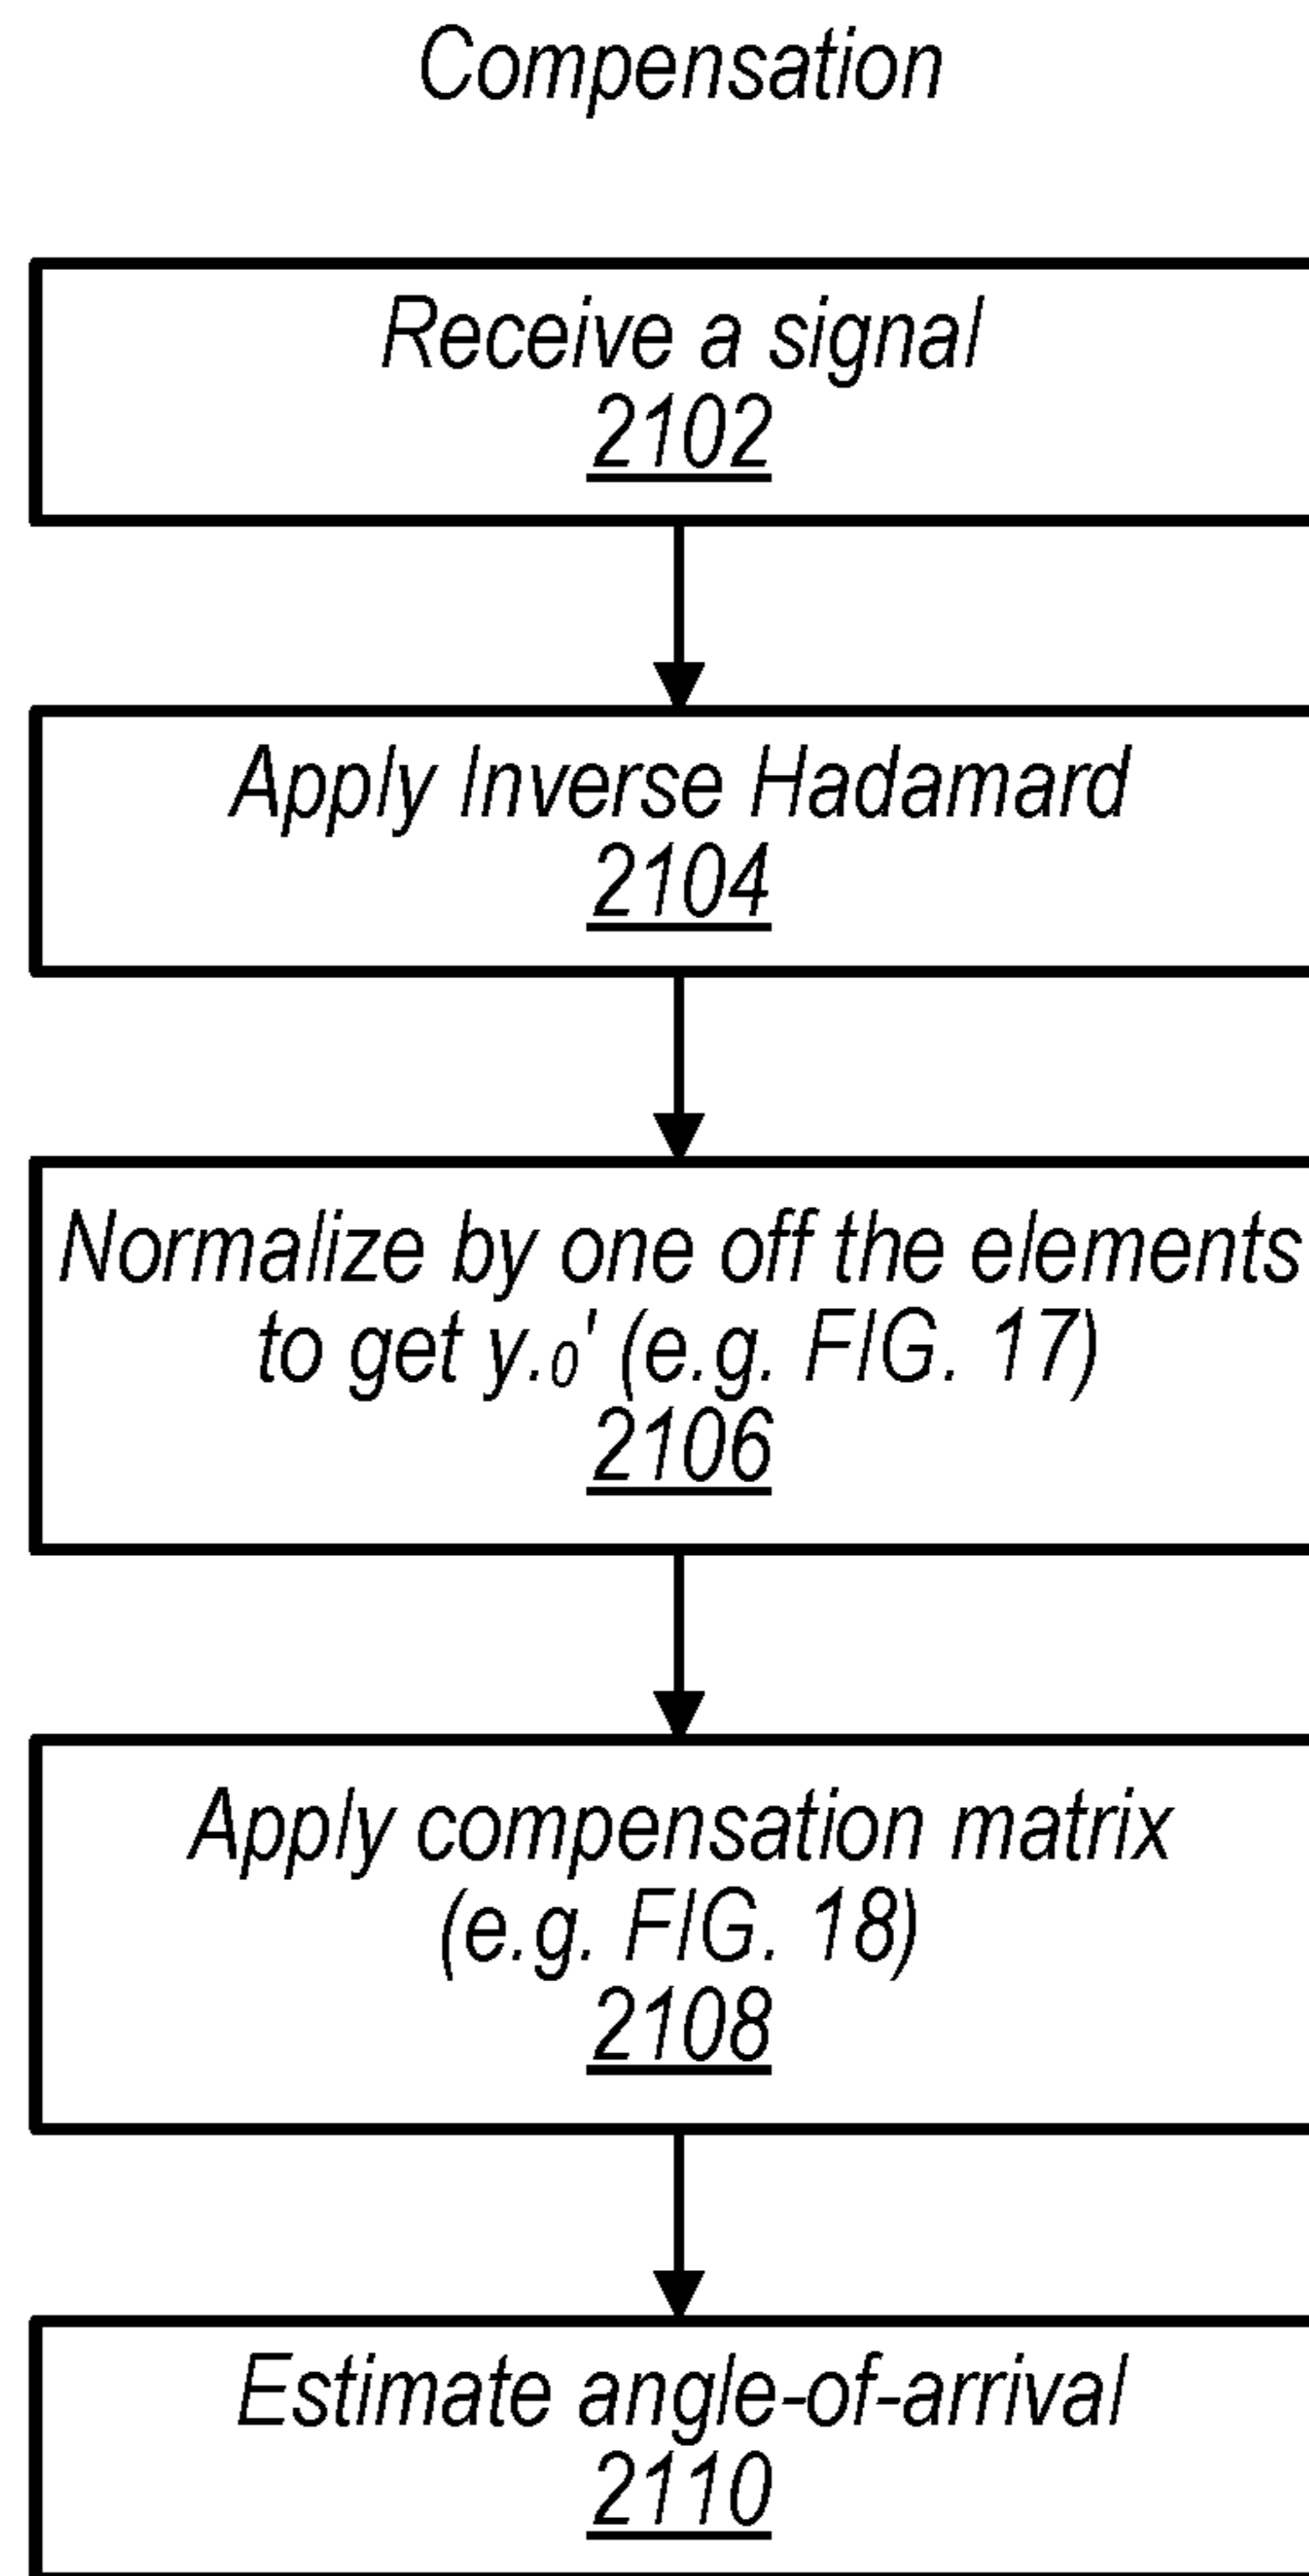 Compensation
Receive a signal
2102
Apply Inverse Hadamard
2104
Normalize by one off the elements
to get y.₀' (e.g. FIG. 17)
2106
Apply compensation matrix
(e.g. FIG. 18)
2108
Estimate angle-of-arrival
2110